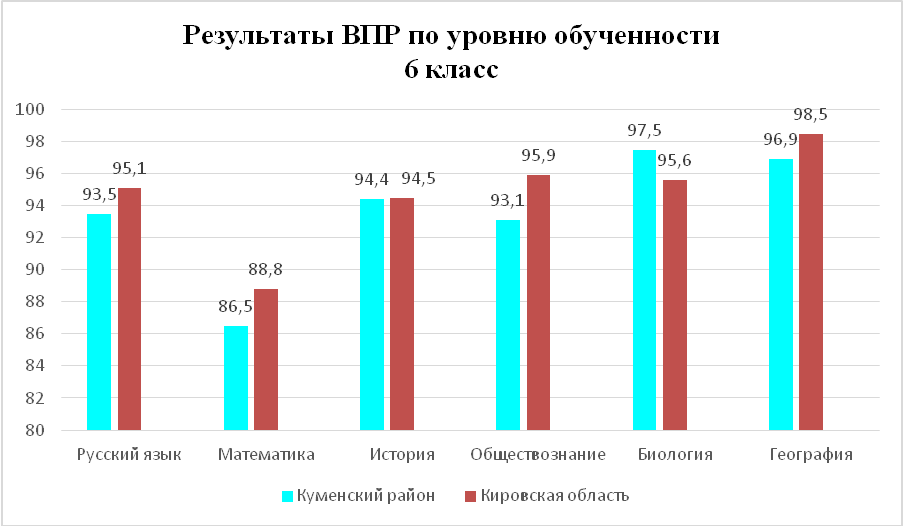 Результаты ВПР по уровню обученности
6 класс
100
98
96
94
92
90
88
86
84
82
80
93,5
95,1
86,5
88,8
94,4
94,5
93,1
95,9
97,5
95,6
96,9
98,5
Русский язык
Математика
История
Обществознание
Биология
География
Куменский район
Кировская область